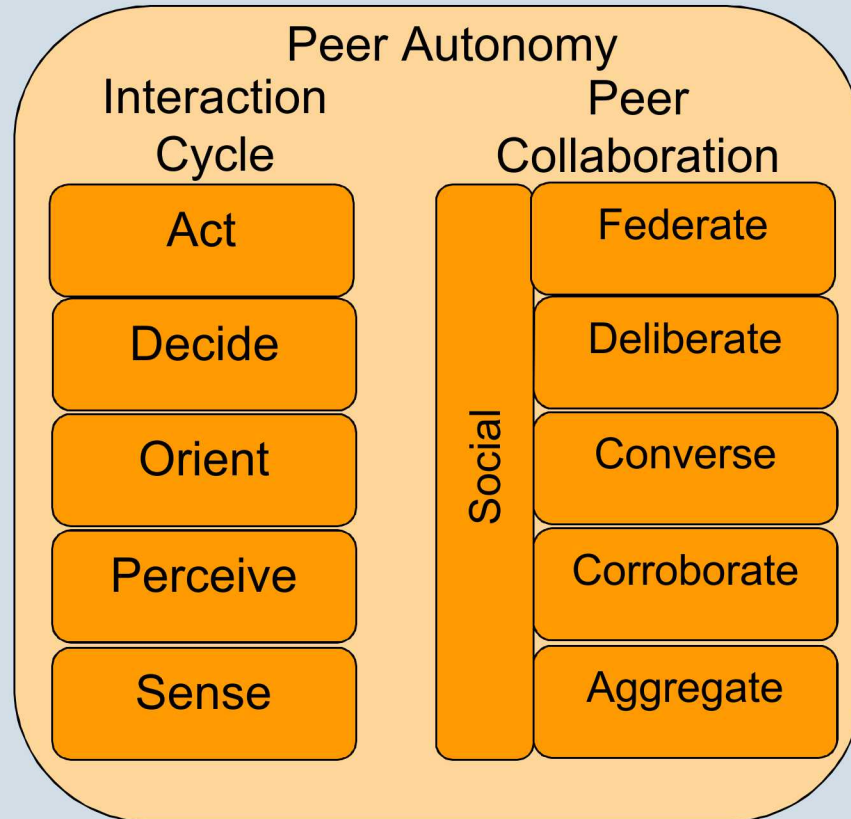 Peer Autonomy
Interaction
Cycle
Act
Decide
Orient
Perceive
Sense
Peer
Collaboration
Social
Federate
Deliberate
Converse
Corroborate
Aggregate